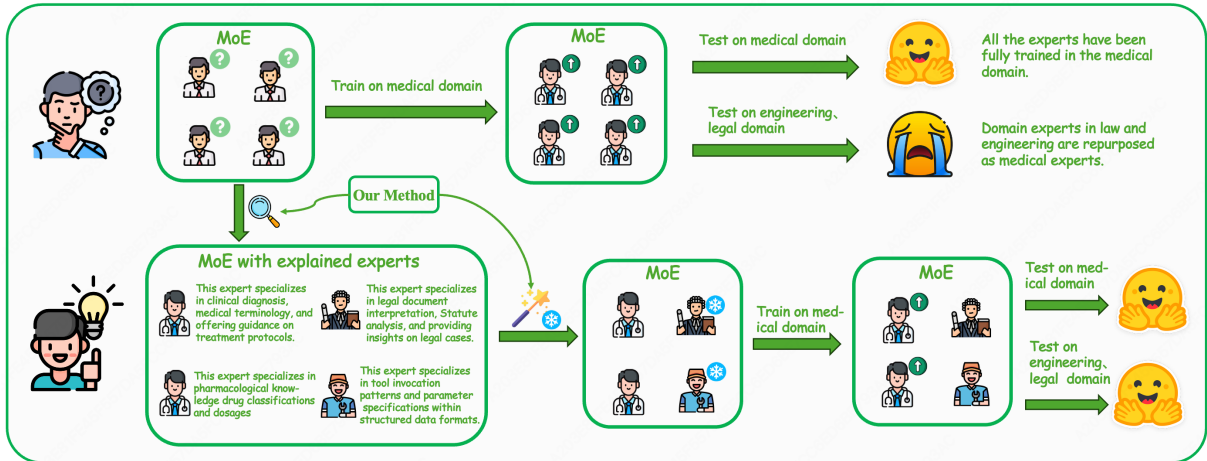 MoE
?
?
?
?
?
Train on medical domain
MoE
Test on medical domain
All the experts have been
fully trained in the medical
domain.
Test on engineering、
legal domain
Domain experts in law and
engineering are repurposed
as medical experts.
Our Method
MoE with explained experts
This expert specializes
in clinical diagnosis,
medical terminology, and
offering guidance on
treatment protocols.
This expert specializes
in legal document
interpretation, Statute
analysis, and providing
insights on legal cases.
This expert specializes in
pharmacological know-
ledge drug classifications
and dosages
This expert specializes
in tool invocation
patterns and parameter
specifications within
structured data formats.
MoE
Train on med-
ical domain
MoE
Test on med-
ical domain
Test on
engineering、
legal domain